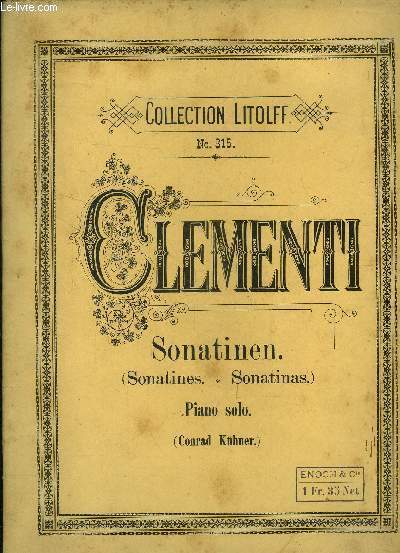 Le-livre.com
COLLECTION LITOLFF.
No. 315.
CLEMENTI
Sonatinen.
(Sonatines. - Sonatinas.)
Piano solo.
(Conrad Kuhner.)
ENOCH & Cie
1 Fr. 35 Net